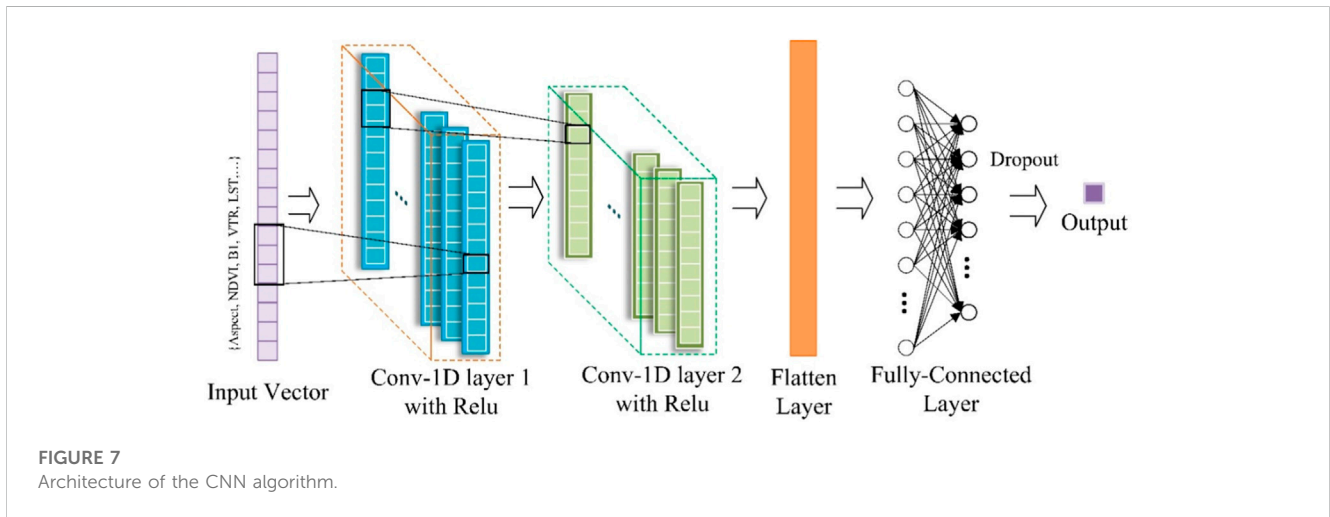 {Aspect, NDVI, B1, VTR, LST,…}
Input Vector
Conv-1D layer 1
with Relu
Conv-1D layer 2
with Relu
Flatten
Layer
Fully-Connected
Layer
Dropout
Output
FIGURE 7
Architecture of the CNN algorithm.